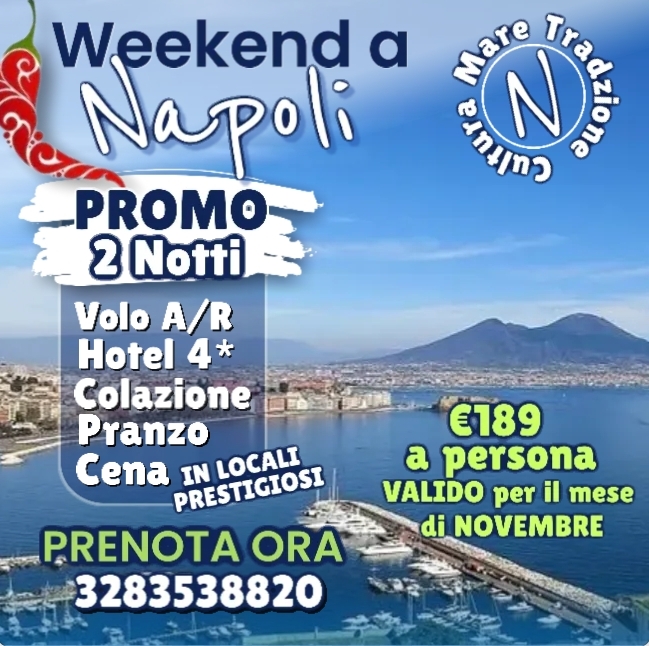 Weekend a
Napoli
Mare Tradzione Cultura
N
PROMO
2 Notti
Volo A/R
Hotel 4*
Colazione
Pranzo
Cena IN LOCALI
PRESTIGIOSI
€189
a persona
VALIDO per il mese
di NOVEMBRE
PRENOTA ORA
3283538820